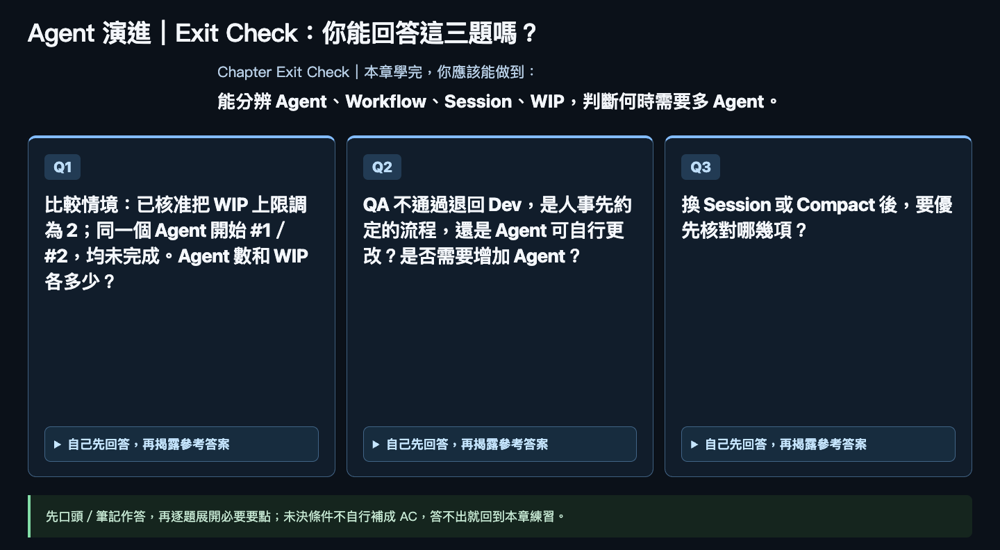 Agent 演進｜Exit Check：你能回答這三題嗎？
Chapter Exit Check｜本章學完，你應該能做到：
能分辨 Agent、Workflow、Session、WIP，判斷何時需要多 Agent。
Q1
比較情境：已核准把 WIP 上限調
為 2；同一個 Agent 開始 #1 /
#2，均未完成。Agent 數和 WIP
各多少？
▶ 自己先回答，再揭露參考答案
Q2
QA 不通過退回 Dev，是人事先約
定的流程，還是 Agent 可自行更
改？是否需要增加 Agent？
▶ 自己先回答，再揭露參考答案
Q3
換 Session 或 Compact 後，要優
先核對哪幾項？
▶ 自己先回答，再揭露參考答案
先口頭 / 筆記作答，再逐題展開必要要點；未決條件不自行補成 AC，答不出就回到本章練習。